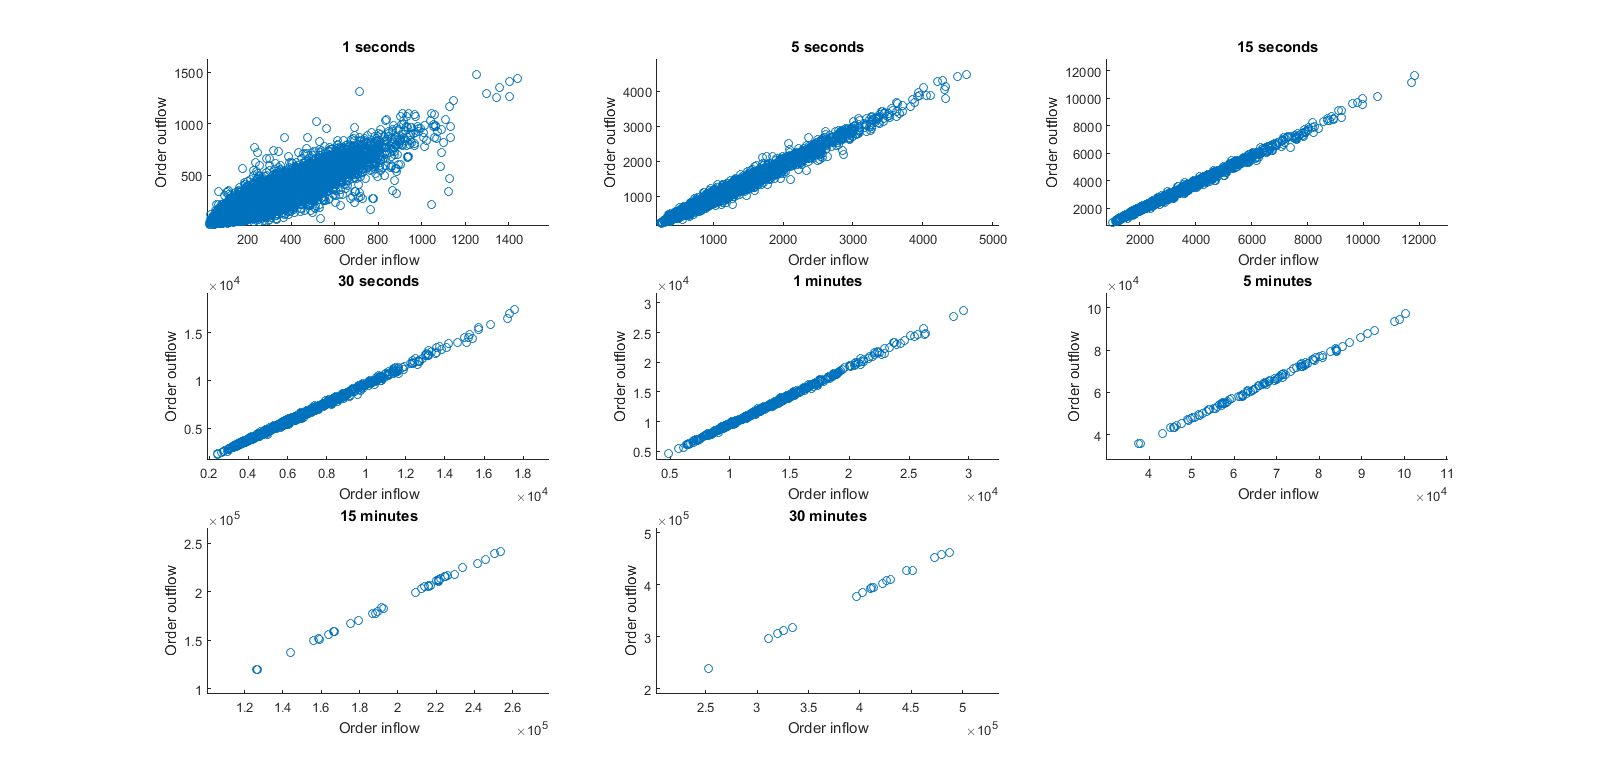 1 seconds
1500
1000
500
Order outflow
200 400 600 800 1000 1200 1400
Order inflow
5 seconds
4000
3000
2000
1000
Order outflow
1000 2000 3000 4000 5000
Order inflow
15 seconds
12000
10000
8000
6000
4000
2000
Order outflow
2000 4000 6000 8000 10000 12000
Order inflow
30 seconds
×10^4
1.5
1
0.5
Order outflow
0.2 0.4 0.6 0.8 1 1.2 1.4 1.6 1.8
Order inflow
×10^4
1 minutes
×10^4
3
2.5
2
1.5
1
0.5
Order outflow
0.5 1 1.5 2 2.5 3
Order inflow
×10^4
5 minutes
×10^4
10
8
6
4
Order outflow
4 5 6 7 8 9 10 11
Order inflow
×10^4
15 minutes
×10^5
2.5
2
1.5
1
Order outflow
1.2 1.4 1.6 1.8 2 2.2 2.4 2.6
Order inflow
×10^5
30 minutes
×10^5
5
4
3
2
Order outflow
2.5 3 3.5 4 4.5 5
Order inflow
×10^5